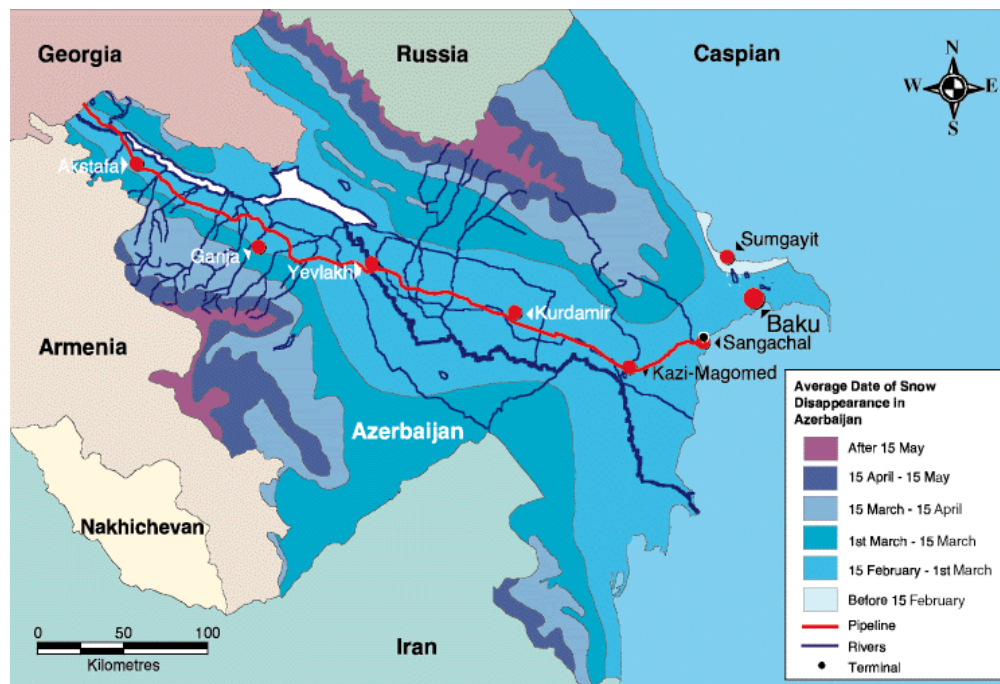 Georgia
Russia
Caspian
N
W
E
S
Akstafa
Sumgayit
Ganja
Yevlakh
Kurdamir
Baku
Sangachal
Armenia
Kazi-Magomed
Azerbaijan
Nakhichevan
Iran
0 50 100
Kilometres
Average Date of Snow
Disappearance in
Azerbaijan
After 15 May
15 April - 15 May
15 March - 15 April
1st March - 15 March
15 February - 1st March
Before 15 February
Pipeline
Rivers
Terminal